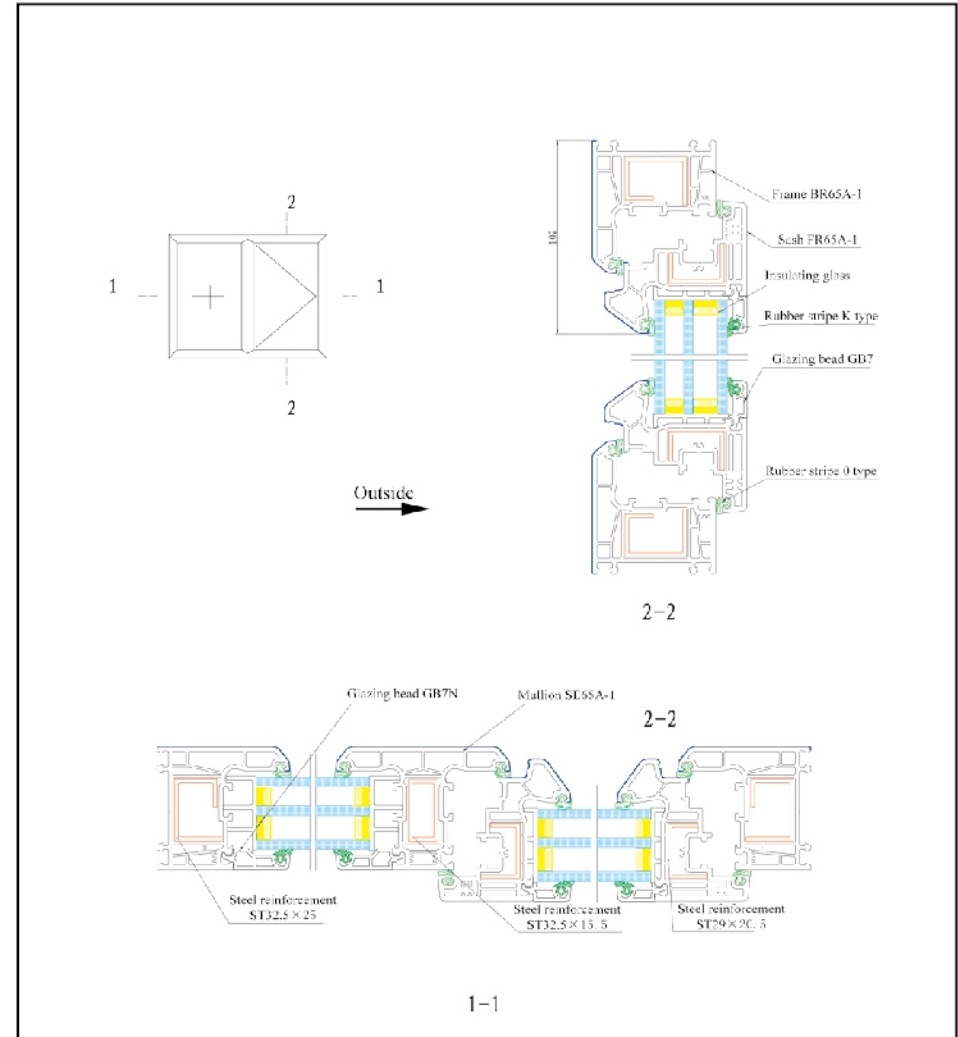 2
1
1
2
Outside
102
Frame BR65A-1
Sash FR65A-1
Insulating glass
Rubber stripe K type
Glazing bead GB7
Rubber stripe 0 type
2-2
Glazing bead GB7N
Mullion SE65A-1
2-2
Steel reinforcement
ST32.5×25
Steel reinforcement
ST32.5×15.5
Steel reinforcement
ST29×20.5
1-1